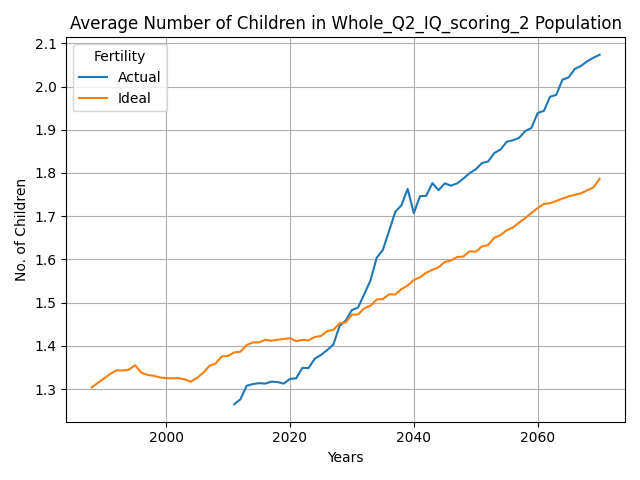 Average Number of Children in Whole_Q2_IQ_scoring_2 Population
Fertility
Actual
Ideal
No. of Children
2.1
2.0
1.9
1.8
1.7
1.6
1.5
1.4
1.3
2000
2020
2040
2060
Years